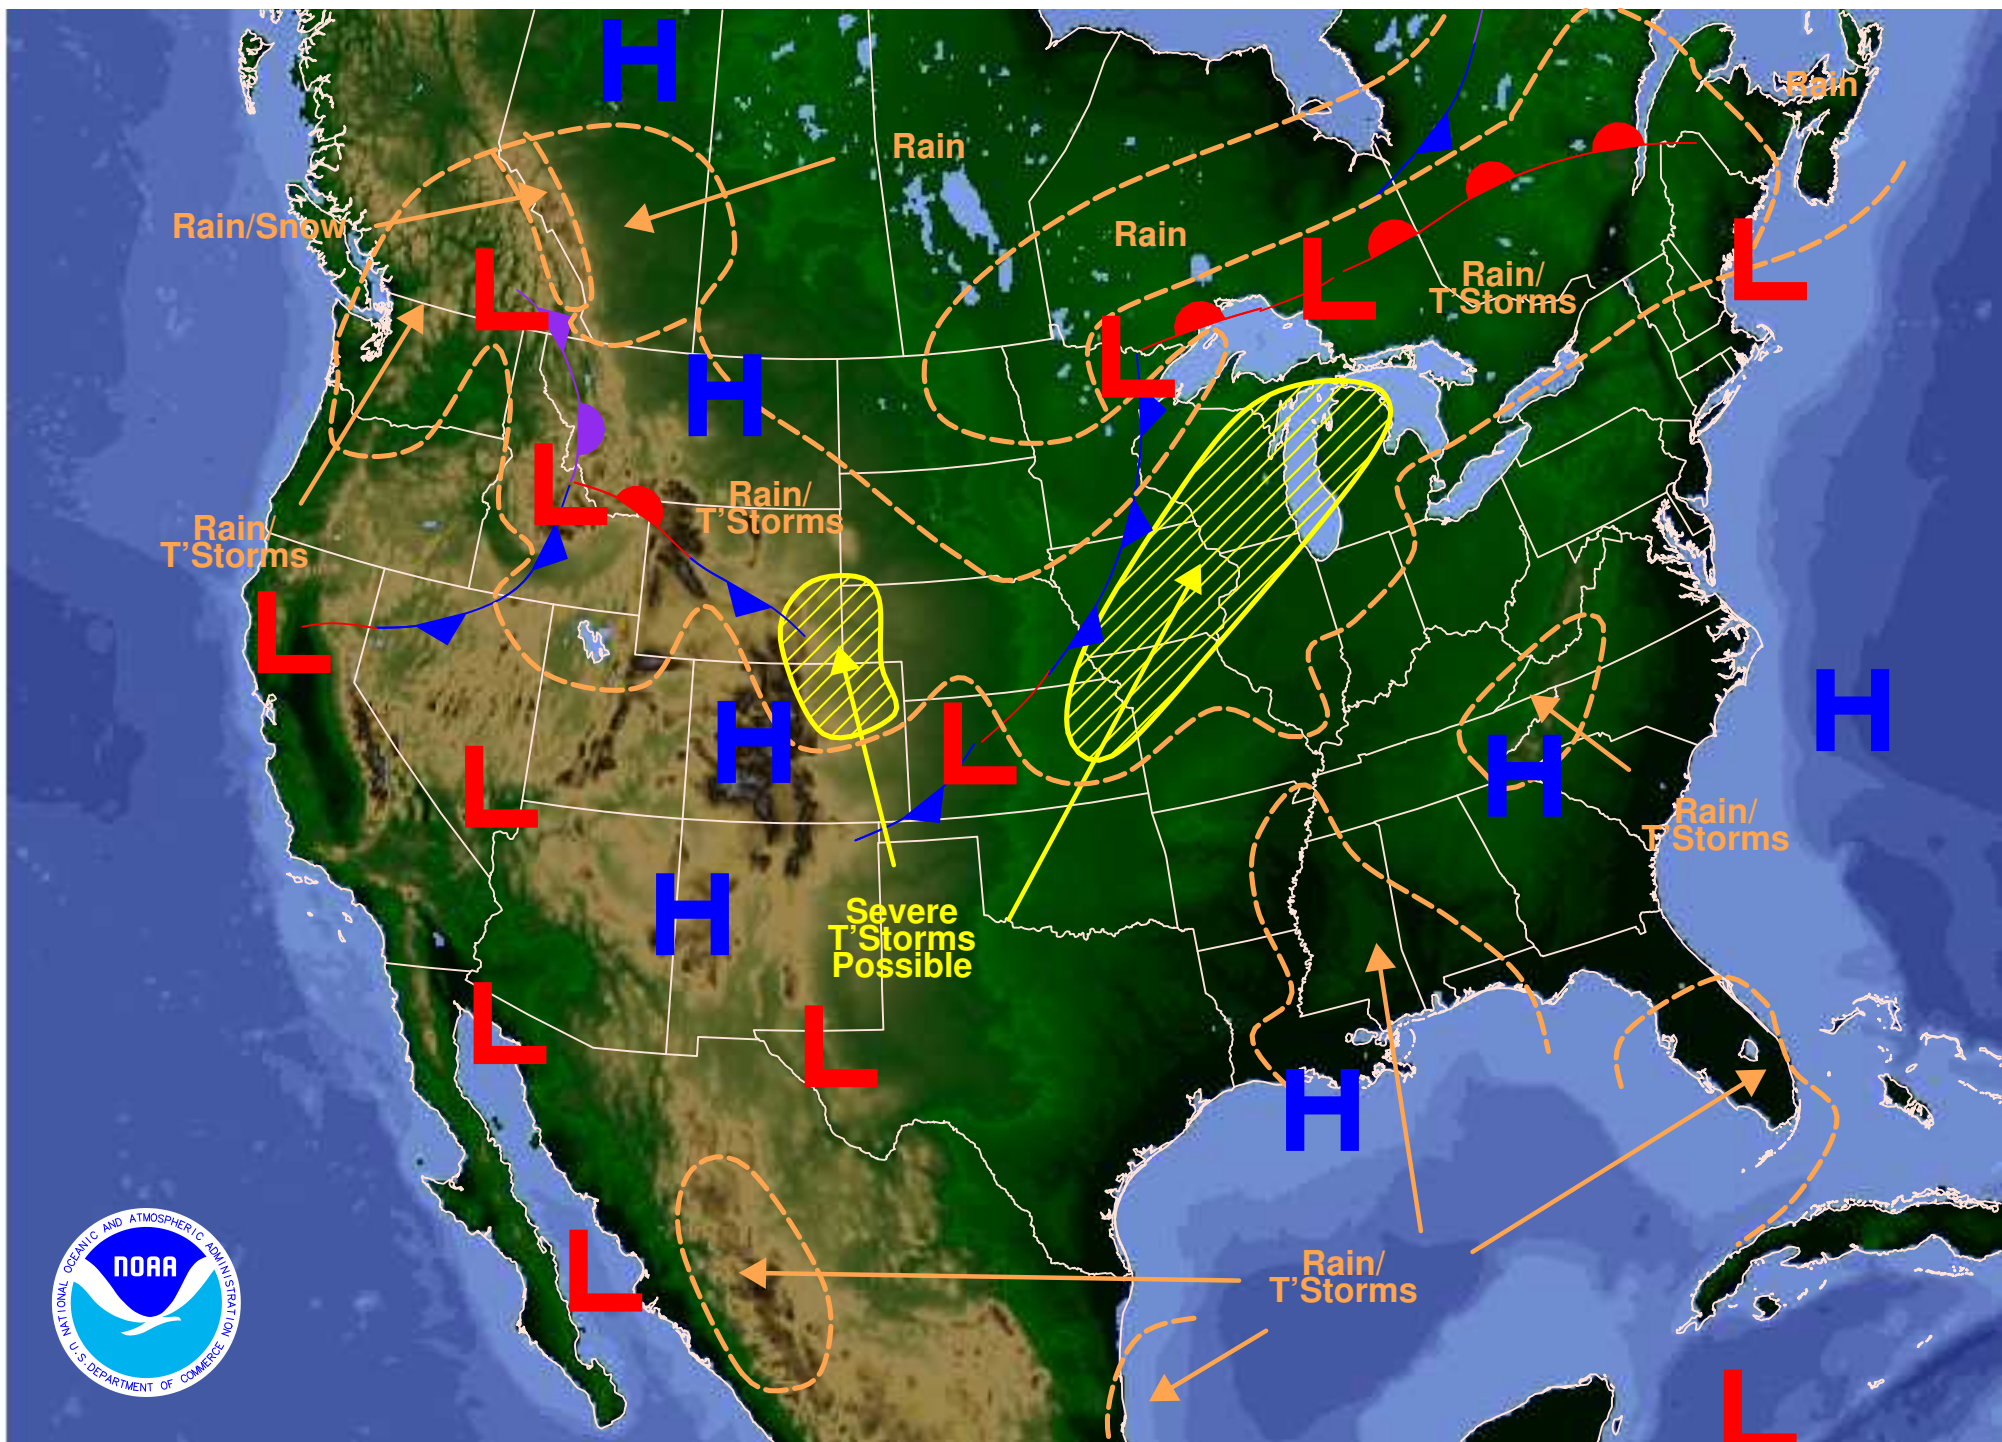 H
Rain
Rain
Rain/Snow
Rain
L
L
Rain/
T'Storms
L
L
H
L
Rain/
T'Storms
Rain/
T'Storms
L
H
H
L
H
L
H
Rain/
T'Storms
H
Severe
T'Storms
Possible
L
L
H
L
Rain/
T'Storms
L
NATIONAL OCEANIC AND ATMOSPHERIC ADMINISTRATION
NOAA
U.S. DEPARTMENT OF COMMERCE